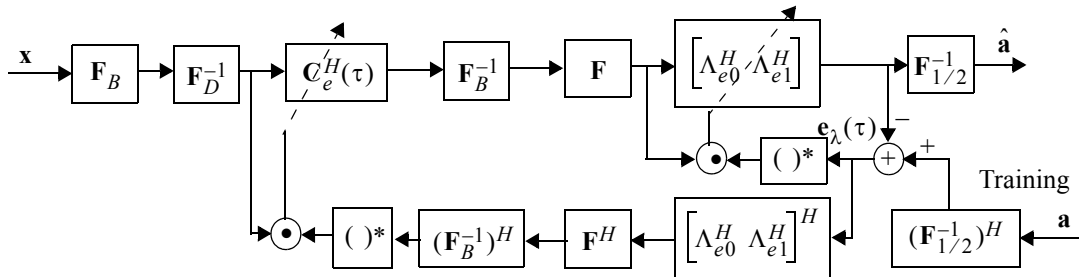 x
F_B
F_D^{-1}
C_e^H(τ)
F_B^{-1}
F
[Λ_{e0}^H Λ_{e1}^H]
F_{1/2}^{-1}
â
−
e_λ(τ)
+
+
( )*
Training
a
( )*
(F_B^{-1})^H
F^H
[Λ_{e0}^H Λ_{e1}^H]^H
(F_{1/2}^{-1})^H